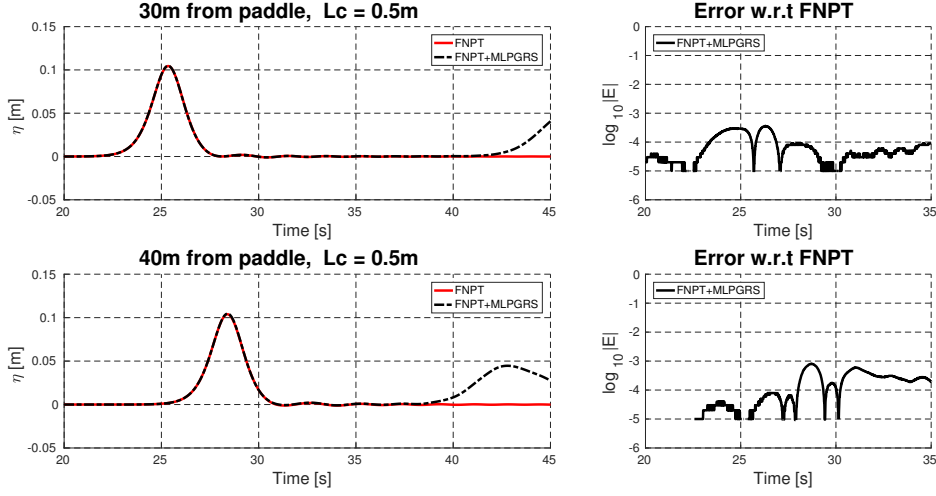 30m from paddle, Lc = 0.5m
0.15
0.1
0.05
0
-0.05
η [m]
20 25 30 35 40 45
Time [s]
FNPT
FNPT+MLPGRS
Error w.r.t FNPT
0
-1
-2
-3
-4
-5
-6
log 10 |E|
20 25 30 35
Time [s]
FNPT+MLPGRS
40m from paddle, Lc = 0.5m
0.15
0.1
0.05
0
-0.05
η [m]
20 25 30 35 40 45
Time [s]
FNPT
FNPT+MLPGRS
Error w.r.t FNPT
0
-1
-2
-3
-4
-5
-6
log 10 |E|
20 25 30 35
Time [s]
FNPT+MLPGRS